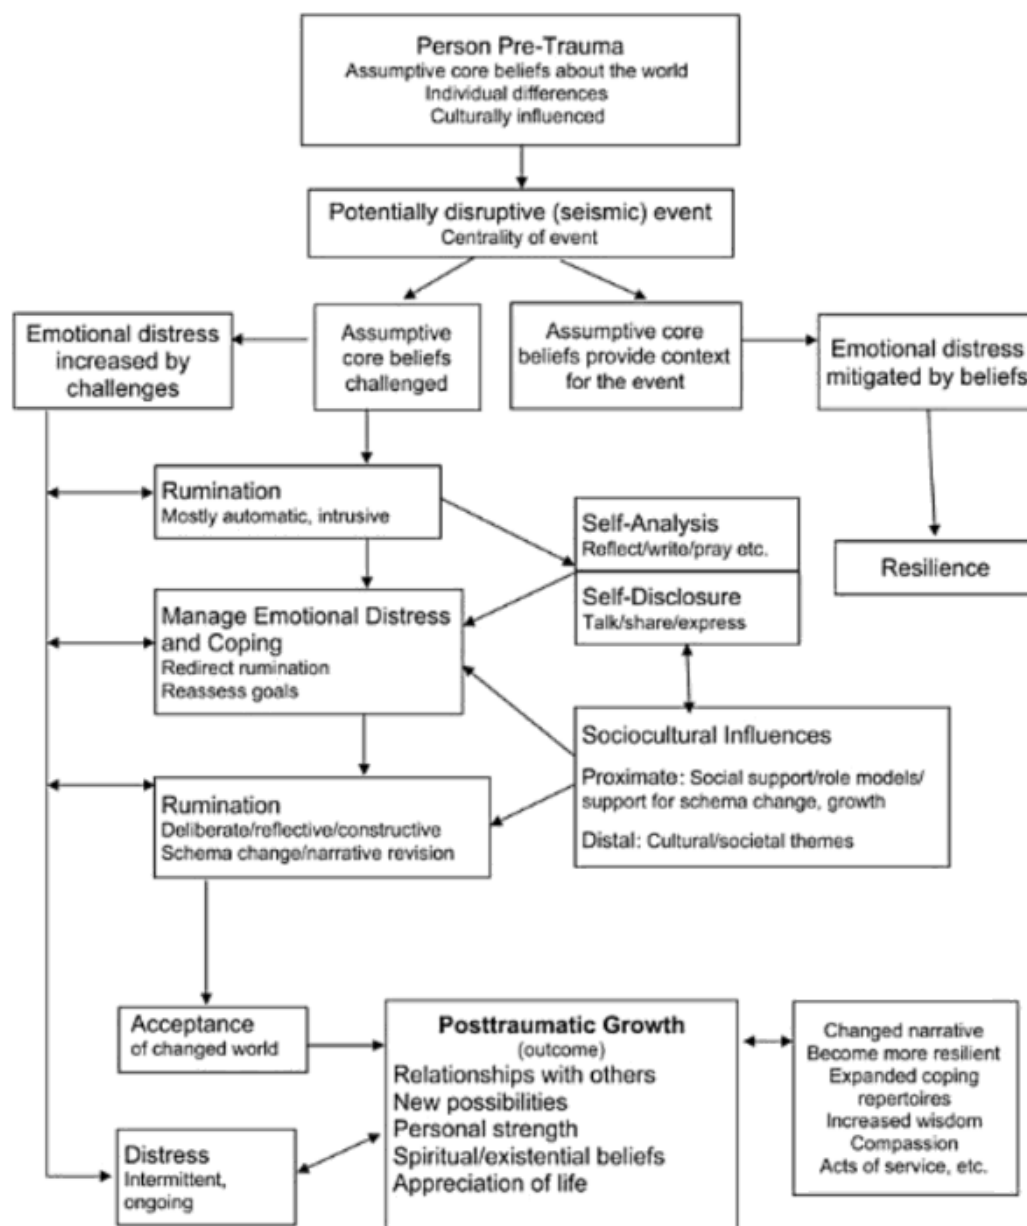 Person Pre-Trauma
Assumptive core beliefs about the world
Individual differences
Culturally influenced
Potentially disruptive (seismic) event
Centrality of event
Emotional distress
increased by
challenges
Assumptive
core beliefs
challenged
Assumptive core
beliefs provide context
for the event
Emotional distress
mitigated by beliefs
Rumination
Mostly automatic, intrusive
Self-Analysis
Reflect/write/pray etc.
Self-Disclosure
Talk/share/express
Resilience
Manage Emotional Distress
and Coping
Redirect rumination
Reassess goals
Sociocultural Influences
Proximate: Social support/role models/
support for schema change, growth
Distal: Cultural/societal themes
Rumination
Deliberate/reflective/constructive
Schema change/narrative revision
Acceptance
of changed world
Posttraumatic Growth
(outcome)
Relationships with others
New possibilities
Personal strength
Spiritual/existential beliefs
Appreciation of life
Changed narrative
Become more resilient
Expanded coping
repertoires
Increased wisdom
Compassion
Acts of service, etc.
Distress
Intermittent,
ongoing